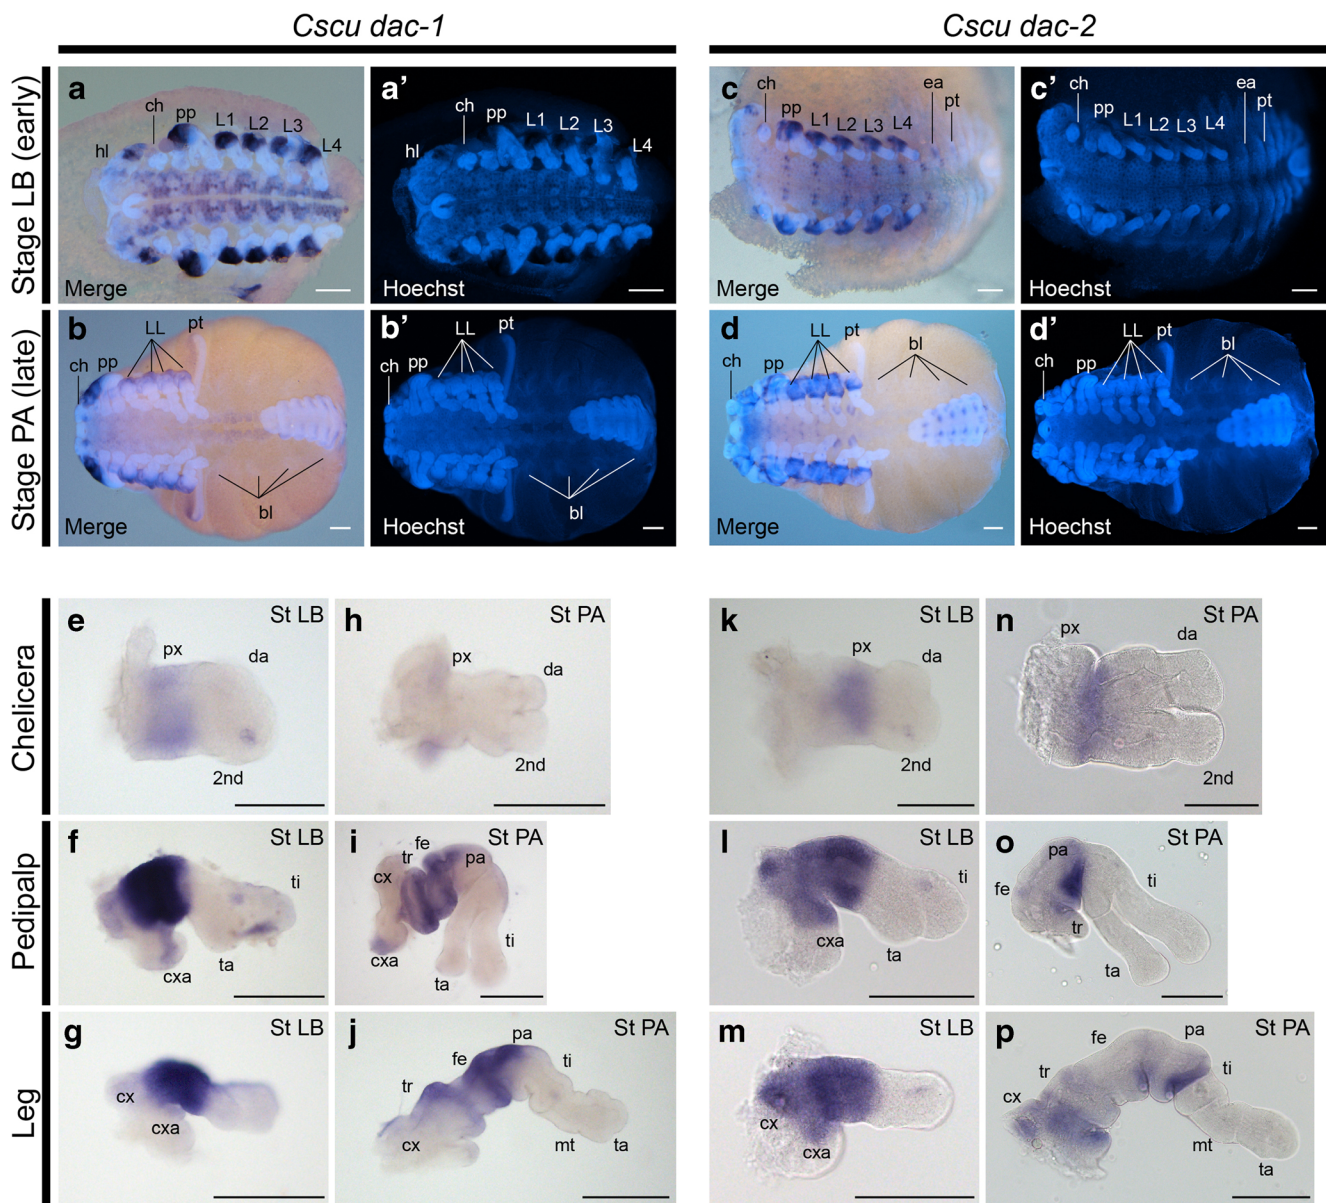 Cscu dac-1
Cscu dac-2
Stage LB (early)
a
ch
pp
L1
L2
L3
L4
hl
Merge
a'
ch
pp
L1
L2
L3
L4
hl
Hoechst
c
ch
pp
L1
L2
L3
L4
ea
pt
Merge
c'
ch
pp
L1
L2
L3
L4
ea
pt
Hoechst
Stage PA (late)
b
ch
pp
LL
pt
bl
Merge
b'
ch
pp
LL
pt
bl
Hoechst
d
ch
pp
LL
pt
bl
Merge
d'
ch
pp
LL
pt
bl
Hoechst
Chelicera
e
St LB
px
da
2nd
h
St PA
px
da
2nd
k
St LB
px
da
2nd
n
St PA
px
da
2nd
Pedipalp
f
St LB
ti
cxa
ta
i
St PA
fe
tr
pa
cx
cxa
ta
ti
l
St LB
ti
cxa
ta
o
St PA
pa
fe
ti
tr
ta
Leg
g
St LB
cx
cxa
j
St PA
pa
fe
ti
tr
cx
mt
ta
m
St LB
cx
cxa
p
St PA
pa
fe
ti
tr
cx
mt
ta